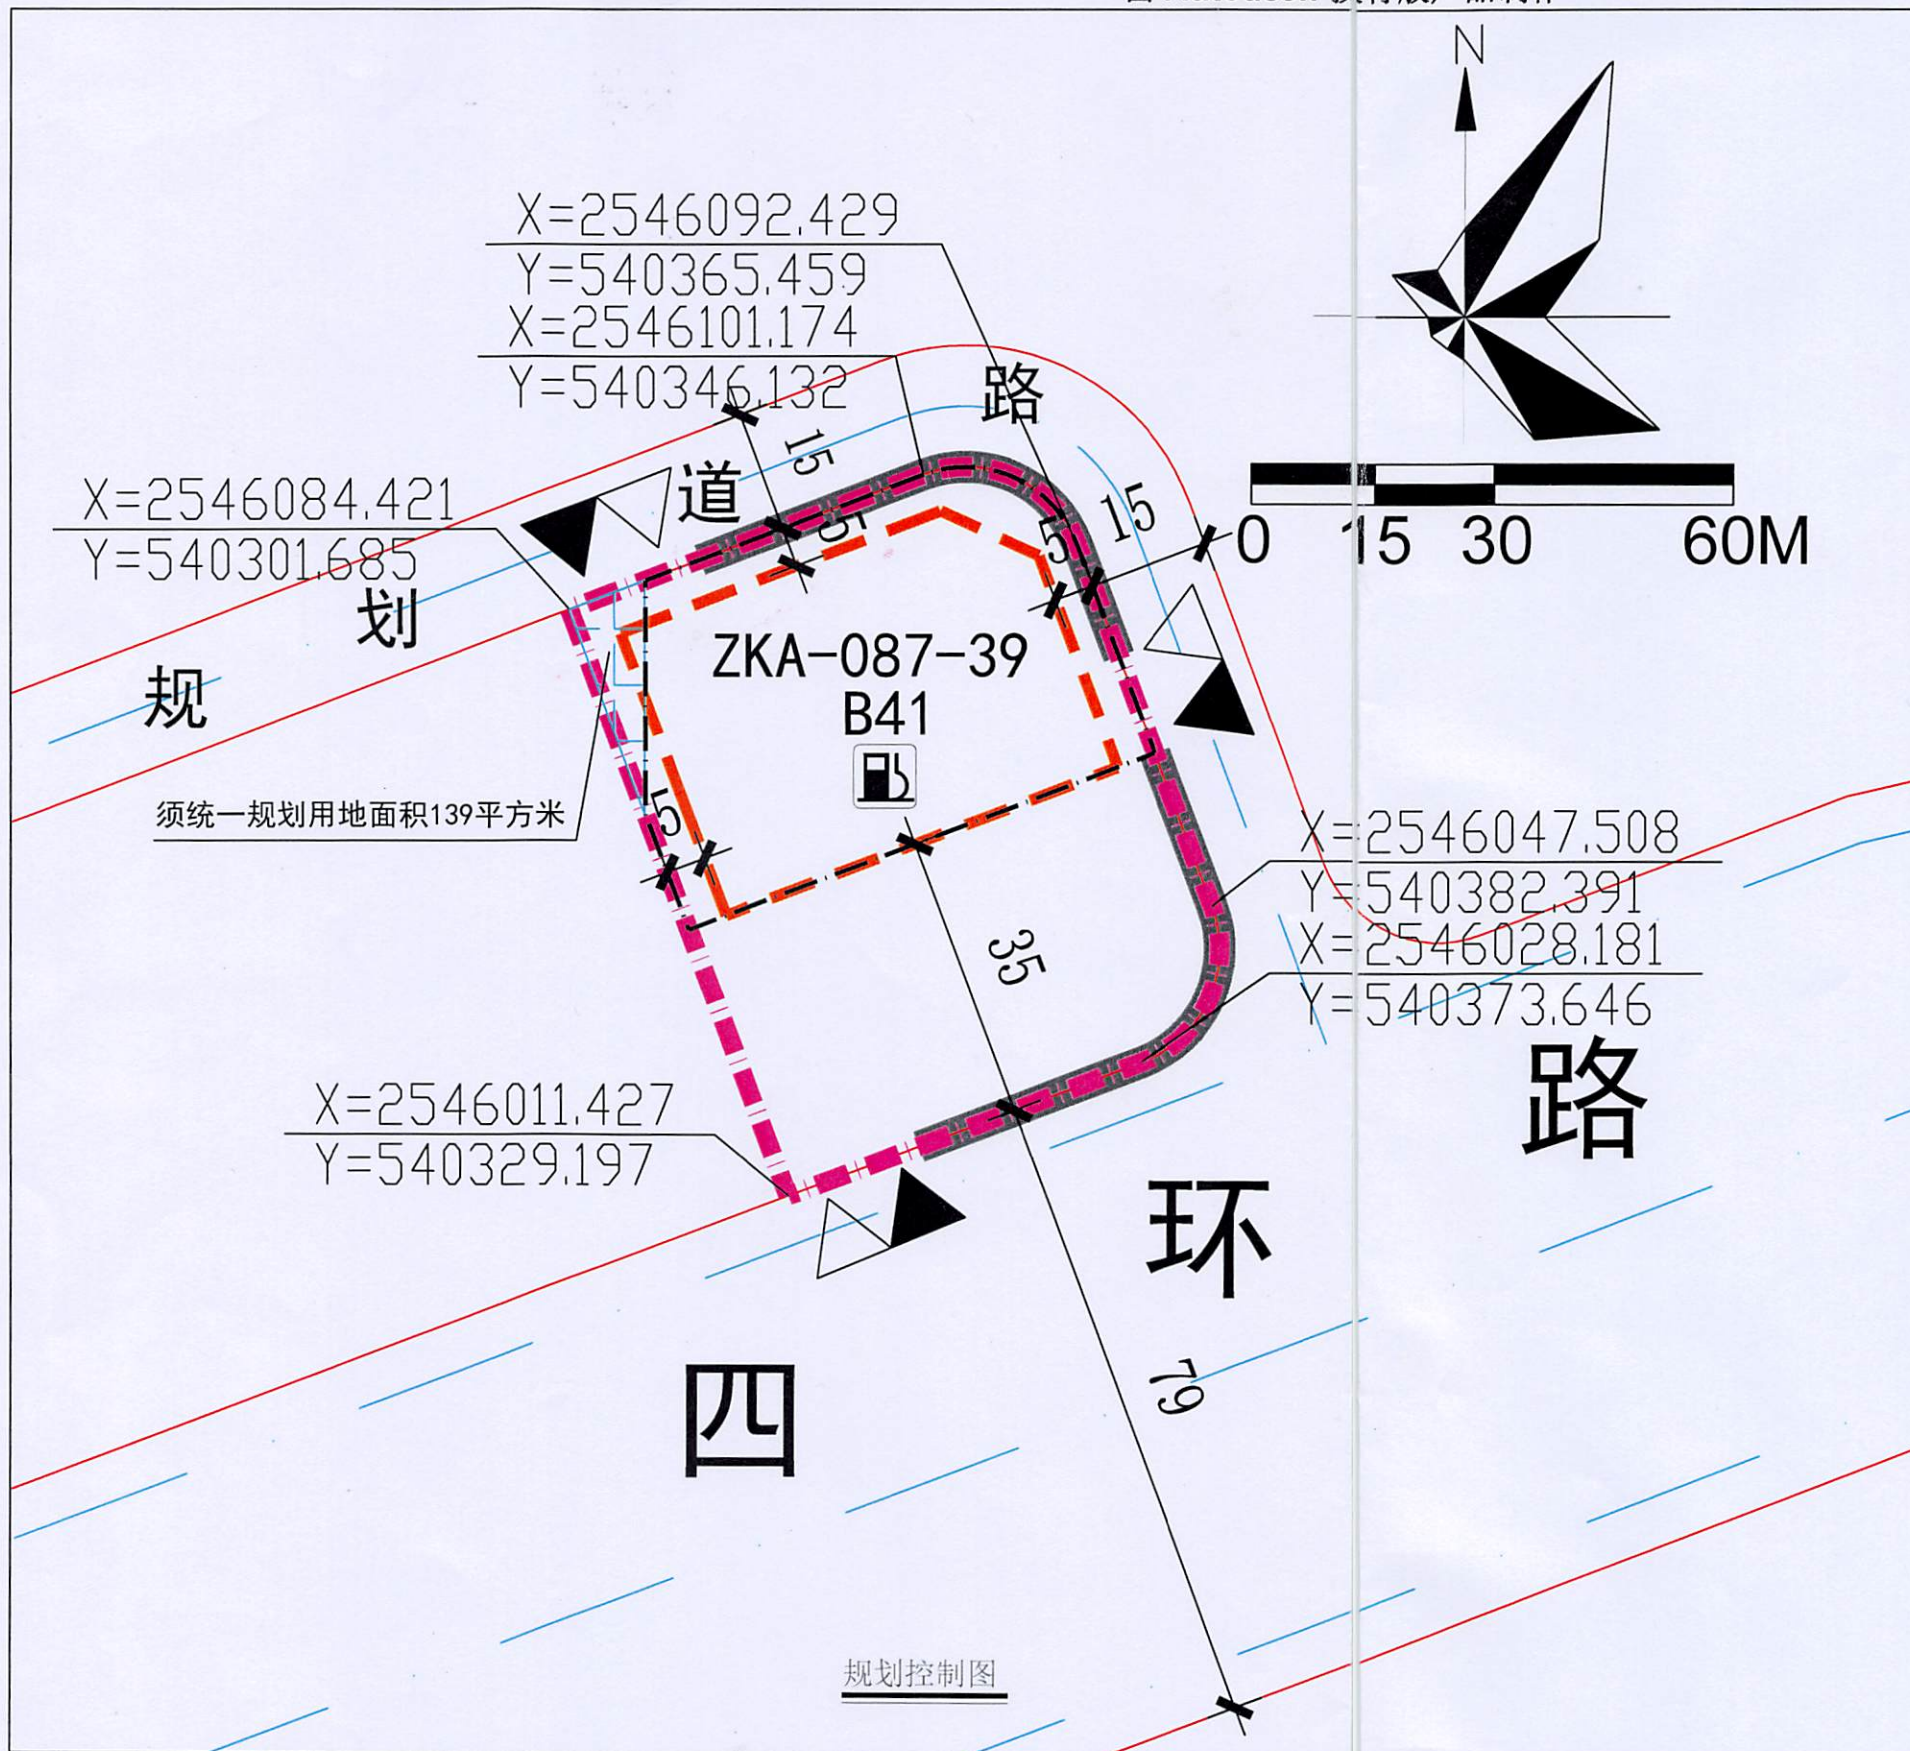 N
X=2546092.429
Y=540365.459
X=2546101.174
Y=540346.132
路
15
道
X=2546084.421
Y=540301.685
5
5
15
0 15 30 60M
划
规
ZKA-087-39
B41
须统一规划用地面积139平方米
5
X=2546047.508
Y=540382.391
X=2546028.181
Y=540373.646
35
路
X=2546011.427
Y=540329.197
环
四
79
规划控制图